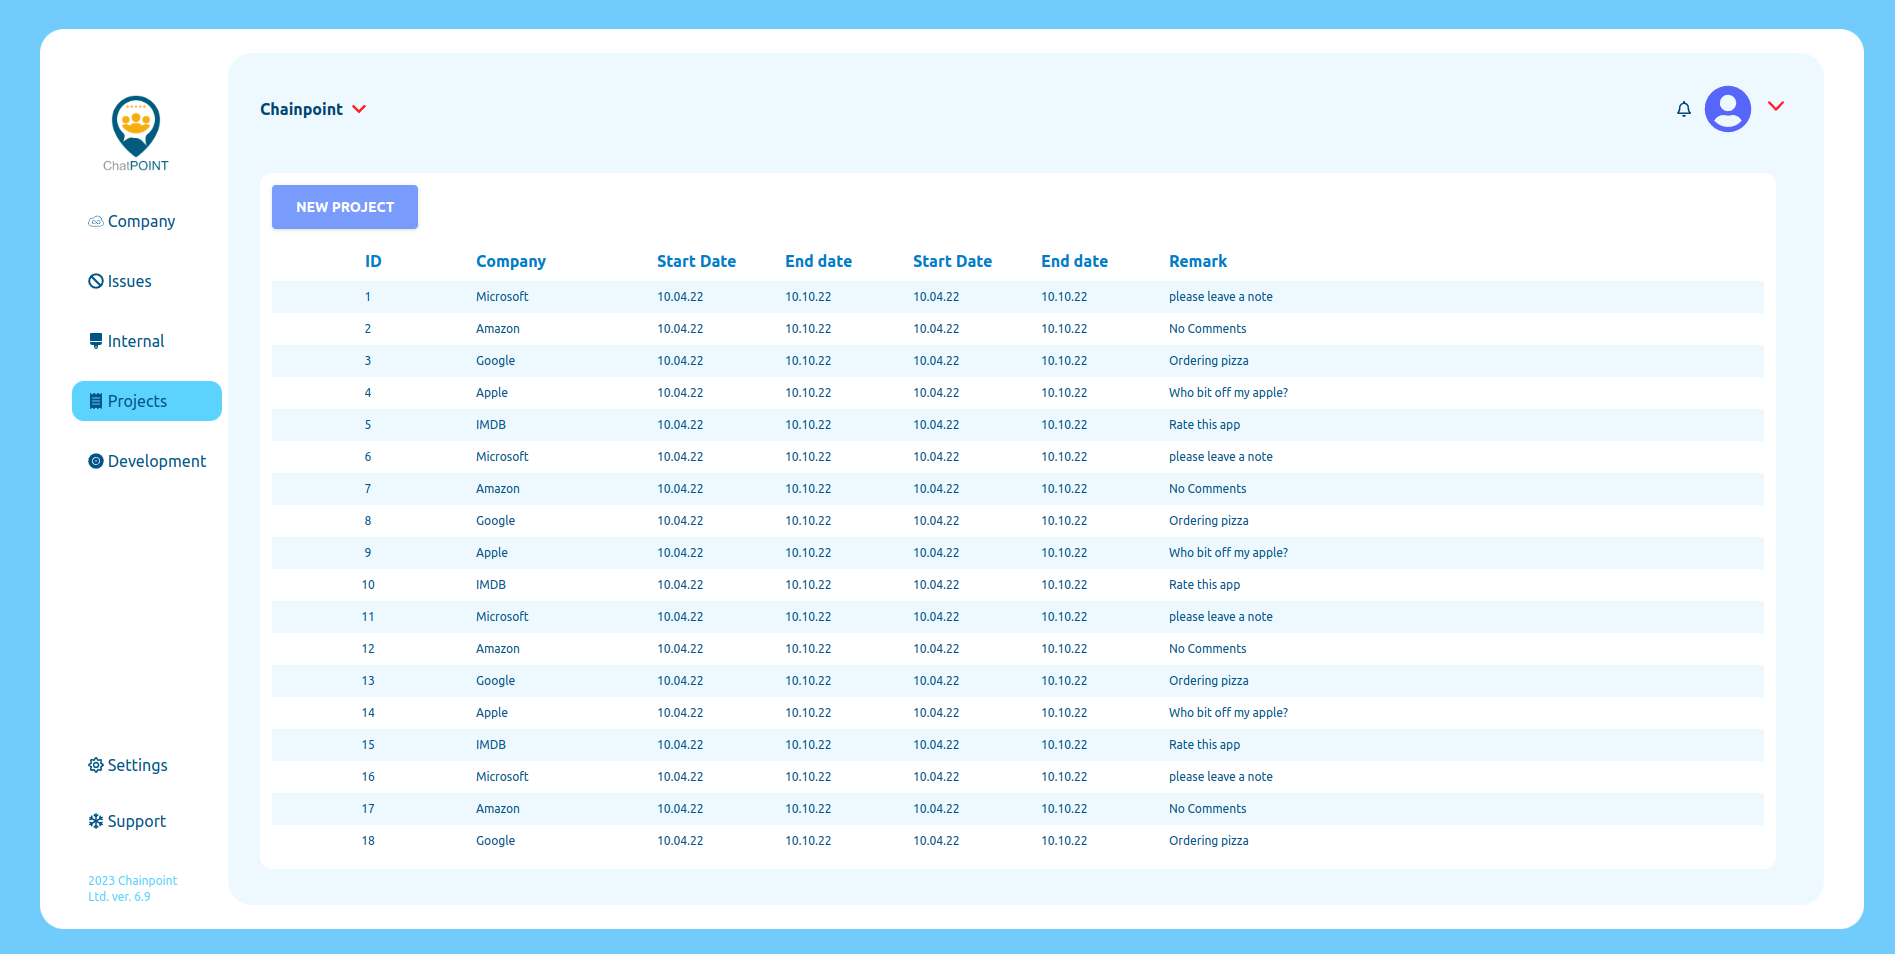 ChatPOINT
Company
Issues
Internal
Projects
Development
Settings
Support
2023 Chainpoint
Ltd. ver. 6.9
Chainpoint
NEW PROJECT
ID Company Start Date End date Start Date End date Remark
1 Microsoft 10.04.22 10.10.22 10.04.22 10.10.22 please leave a note
2 Amazon 10.04.22 10.10.22 10.04.22 10.10.22 No Comments
3 Google 10.04.22 10.10.22 10.04.22 10.10.22 Ordering pizza
4 Apple 10.04.22 10.10.22 10.04.22 10.10.22 Who bit off my apple?
5 IMDB 10.04.22 10.10.22 10.04.22 10.10.22 Rate this app
6 Microsoft 10.04.22 10.10.22 10.04.22 10.10.22 please leave a note
7 Amazon 10.04.22 10.10.22 10.04.22 10.10.22 No Comments
8 Google 10.04.22 10.10.22 10.04.22 10.10.22 Ordering pizza
9 Apple 10.04.22 10.10.22 10.04.22 10.10.22 Who bit off my apple?
10 IMDB 10.04.22 10.10.22 10.04.22 10.10.22 Rate this app
11 Microsoft 10.04.22 10.10.22 10.04.22 10.10.22 please leave a note
12 Amazon 10.04.22 10.10.22 10.04.22 10.10.22 No Comments
13 Google 10.04.22 10.10.22 10.04.22 10.10.22 Ordering pizza
14 Apple 10.04.22 10.10.22 10.04.22 10.10.22 Who bit off my apple?
15 IMDB 10.04.22 10.10.22 10.04.22 10.10.22 Rate this app
16 Microsoft 10.04.22 10.10.22 10.04.22 10.10.22 please leave a note
17 Amazon 10.04.22 10.10.22 10.04.22 10.10.22 No Comments
18 Google 10.04.22 10.10.22 10.04.22 10.10.22 Ordering pizza